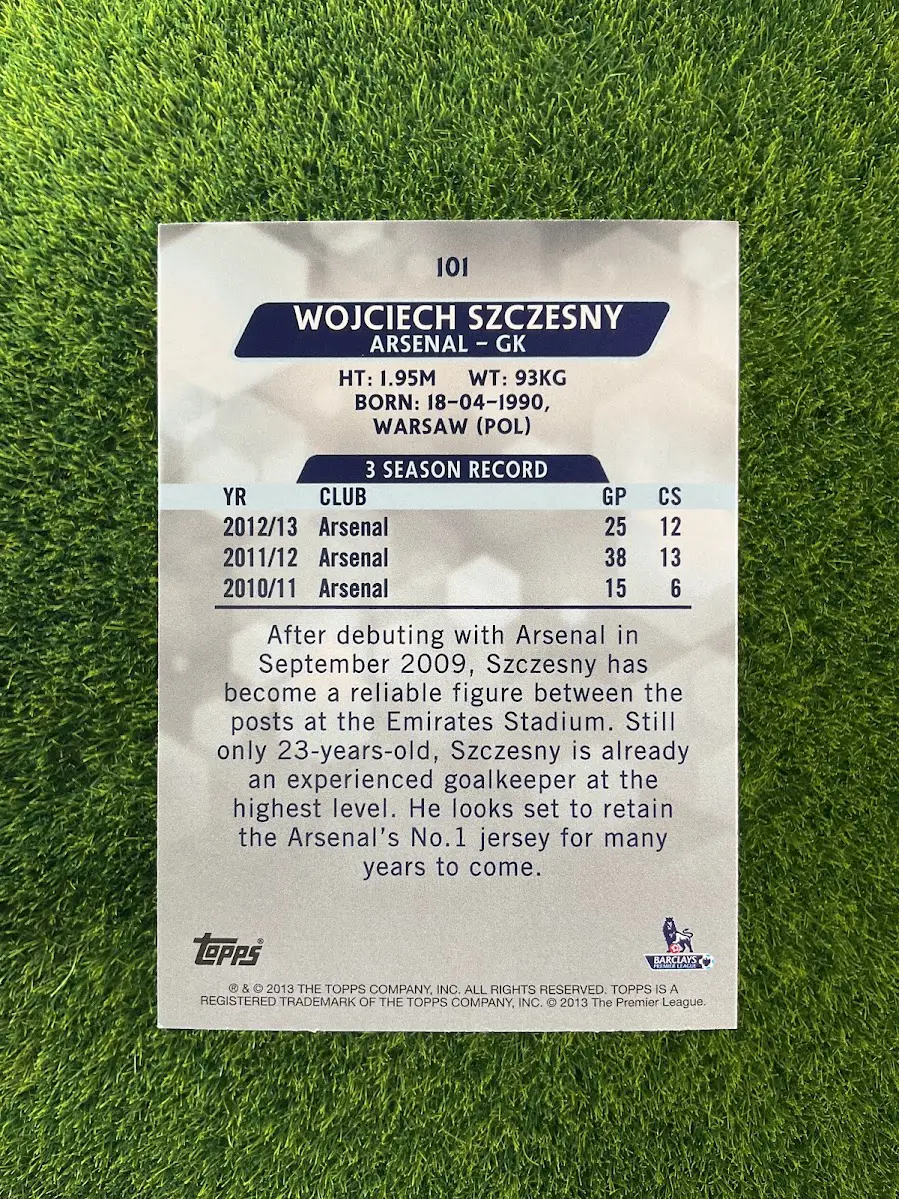 101
WOJCIECH SZCZESNY
ARSENAL – GK
HT: 1.95M WT: 93KG
BORN: 18-04-1990,
WARSAW (POL)
3 SEASON RECORD
YR CLUB GP CS
2012/13 Arsenal 25 12
2011/12 Arsenal 38 13
2010/11 Arsenal 15 6
After debuting with Arsenal in
September 2009, Szczesny has
become a reliable figure between the
posts at the Emirates Stadium. Still
only 23-years-old, Szczesny is already
an experienced goalkeeper at the
highest level. He looks set to retain
the Arsenal's No.1 jersey for many
years to come.
topps®
BARCLAYS
PREMIER LEAGUE
® & © 2013 THE TOPPS COMPANY, INC. ALL RIGHTS RESERVED. TOPPS IS A
REGISTERED TRADEMARK OF THE TOPPS COMPANY, INC. © 2013 The Premier League.